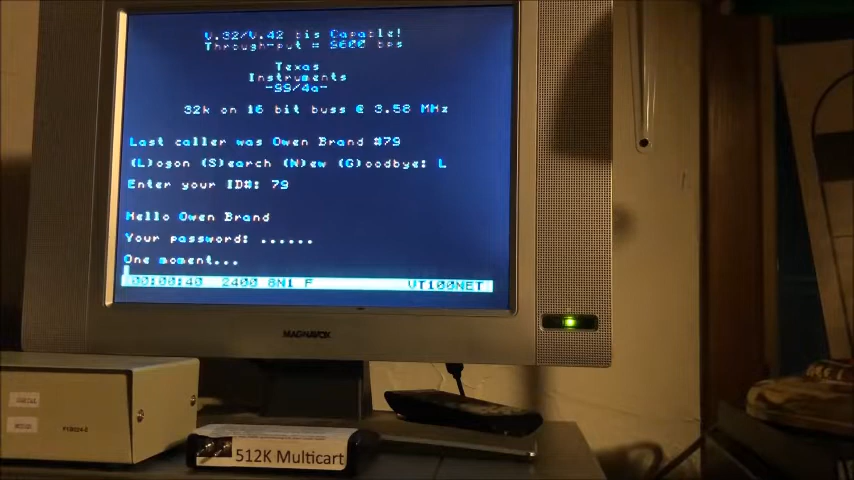 V.32/V.42 bis Capable!
Throughput = 9600 bps
Texas
Instruments
-99/4a-
32k on 16 bit buss @ 3.58 MHz
Last caller was Owen Brand #79
(L)ogon (S)earch (N)ew (G)oodbye: L
Enter your ID#: 79
Hello Owen Brand
Your password: ......
One moment...
00:00:40 2400 8N1 F VT100NET
MAGNAVOX
512K Multicart